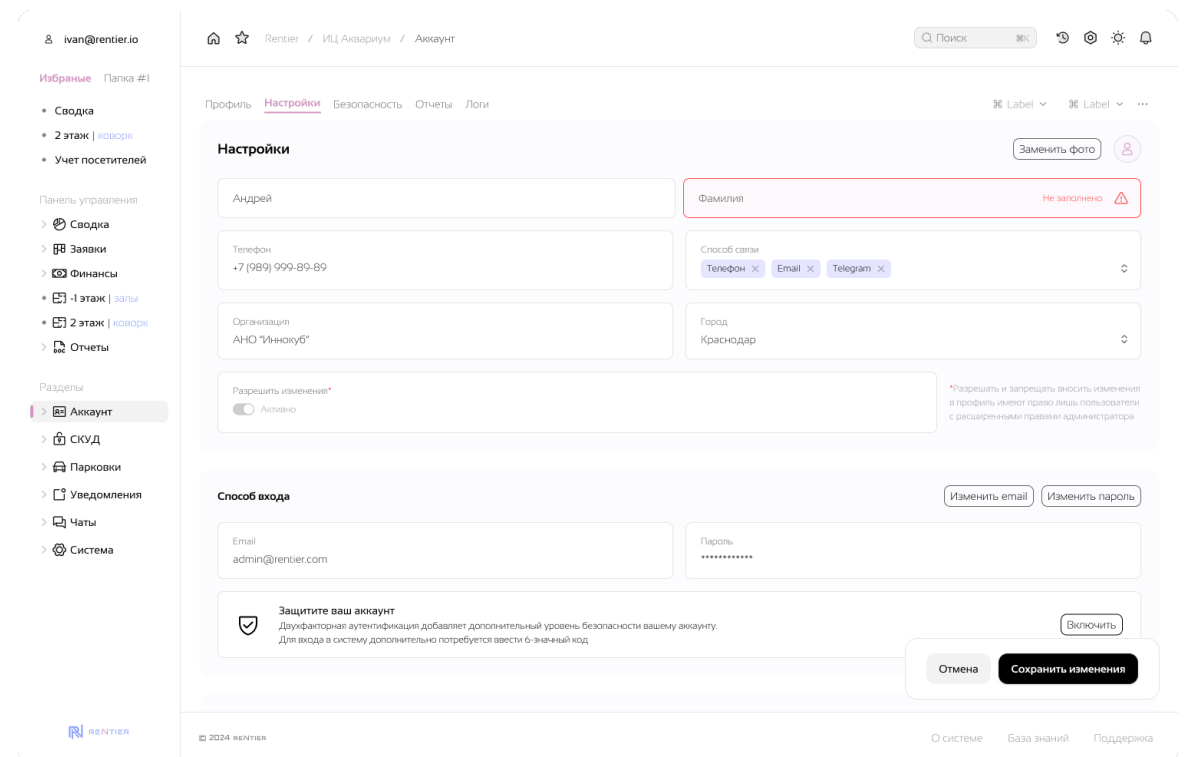 ivan@rentier.io
Избраные Папка #1
Сводка
2 этаж | коворк
Учет посетителей
Панель управления
Сводка
Заявки
Финансы
-1 этаж | залы
2 этаж | коворк
DOC Отчеты
Разделы
Аккаунт
СКУД
Парковки
Уведомления
Чаты
Система
RENTIER
Rentier / ИЦ Аквариум / Аккаунт
Поиск ⌘K
Профиль Настройки Безопасность Отчеты Логи
⌘ Label ⌘ Label ...
Настройки
Заменить фото
Андрей
Фамилия Не заполнено
Телефон
+7 (989) 999-89-89
Способ связи
Телефон × Email × Telegram ×
Организация
АНО "Иннокуб"
Город
Краснодар
Разрешить изменения*
Активно
*Разрешать и запрещать вносить изменения
в профиль имеют право лишь пользователи
с расширенными правами администратора
Способ входа
Изменить email Изменить пароль
Email
admin@rentier.com
Пароль
************
Защитите ваш аккаунт
Двухфакторная аутентификация добавляет дополнительный уровень безопасности вашему аккаунту.
Для входа в систему дополнительно потребуется ввести 6-значный код
Включить
Отмена Сохранить изменения
© 2024 RENTIER
О системе База знаний Поддержка